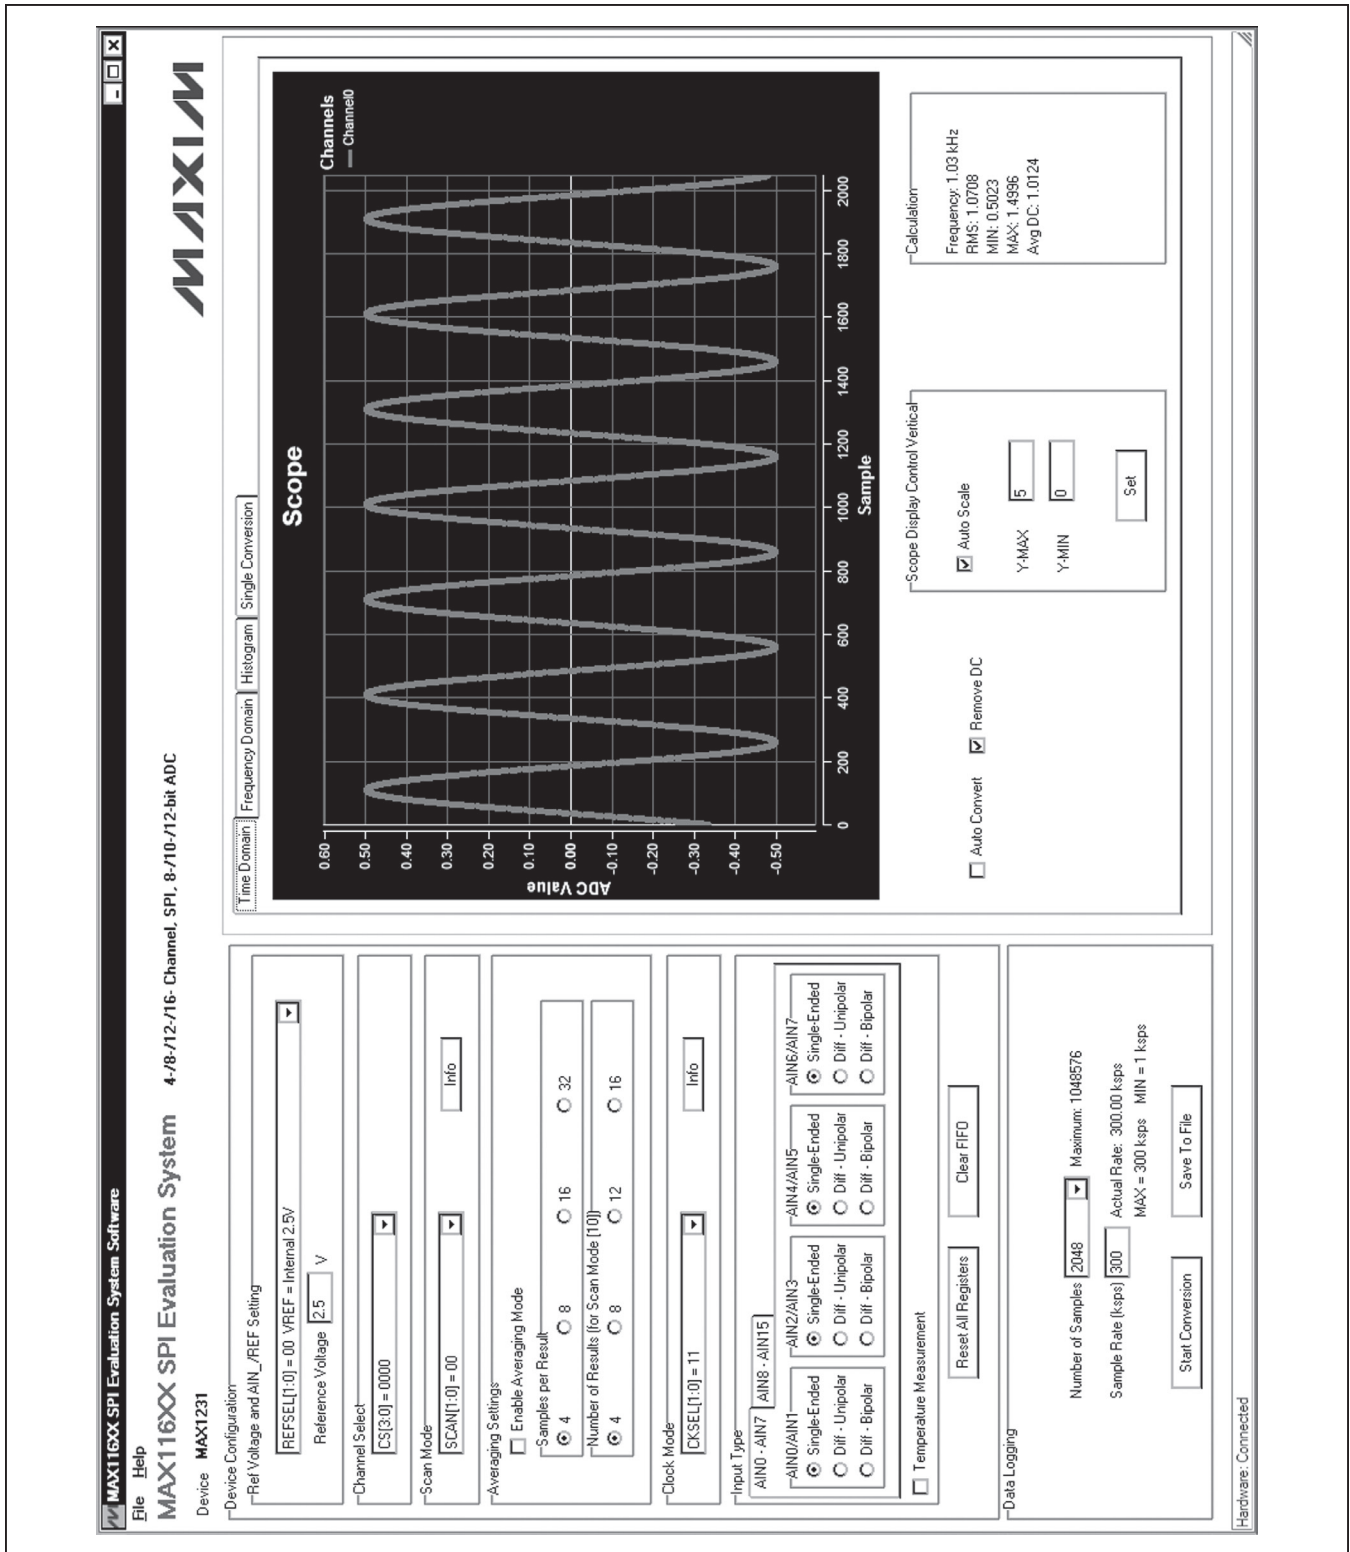 MAX116XX SPI Evaluation System Software
File Help
MAX116XX SPI Evaluation System 4-/8-/12-/16- Channel, SPI, 8-/10-/12-bit ADC
MAXIM
Device MAX1231
Device Configuration
Ref Voltage and AIN_/REF Setting
REFSEL[1:0] = 00 VREF = Internal 2.5V
Reference Voltage 2.5 V
Channel Select
CS[3:0] = 0000
Scan Mode
SCAN[1:0] = 00
Info
Averaging Settings
Enable Averaging Mode
Samples per Result
4 8 16 32
Number of Results (for Scan Mode [10])
4 8 12 16
Clock Mode
CKSEL[1:0] = 11
Info
Input Type
AIN0 - AIN7 AIN8 - AIN15
AIN0/AIN1 AIN2/AIN3 AIN4/AIN5 AIN6/AIN7
Single-Ended Single-Ended Single-Ended Single-Ended
Diff - Unipolar Diff - Unipolar Diff - Unipolar Diff - Unipolar
Diff - Bipolar Diff - Bipolar Diff - Bipolar Diff - Bipolar
Temperature Measurement
Reset All Registers Clear FIFO
Data Logging
Number of Samples 2048 Maximum: 1048576
Sample Rate (ksps) 300 Actual Rate: 300.00 ksps
MAX = 300 ksps MIN = 1 ksps
Start Conversion Save To File
Time Domain Frequency Domain Histogram Single Conversion
Scope
Channels
Channel0
ADC Value
0.60
0.50
0.40
0.30
0.20
0.10
0.00
-0.10
-0.20
-0.30
-0.40
-0.50
0 200 400 600 800 1000 1200 1400 1600 1800 2000
Sample
Auto Convert Remove DC
Scope Display Control Vertical
Auto Scale
Y-MAX 5
Y-MIN 0
Set
Calculation
Frequency: 1.03 kHz
RMS: 1.0708
MIN: 0.5023
MAX: 1.4996
Avg DC: 1.0124
Hardware: Connected